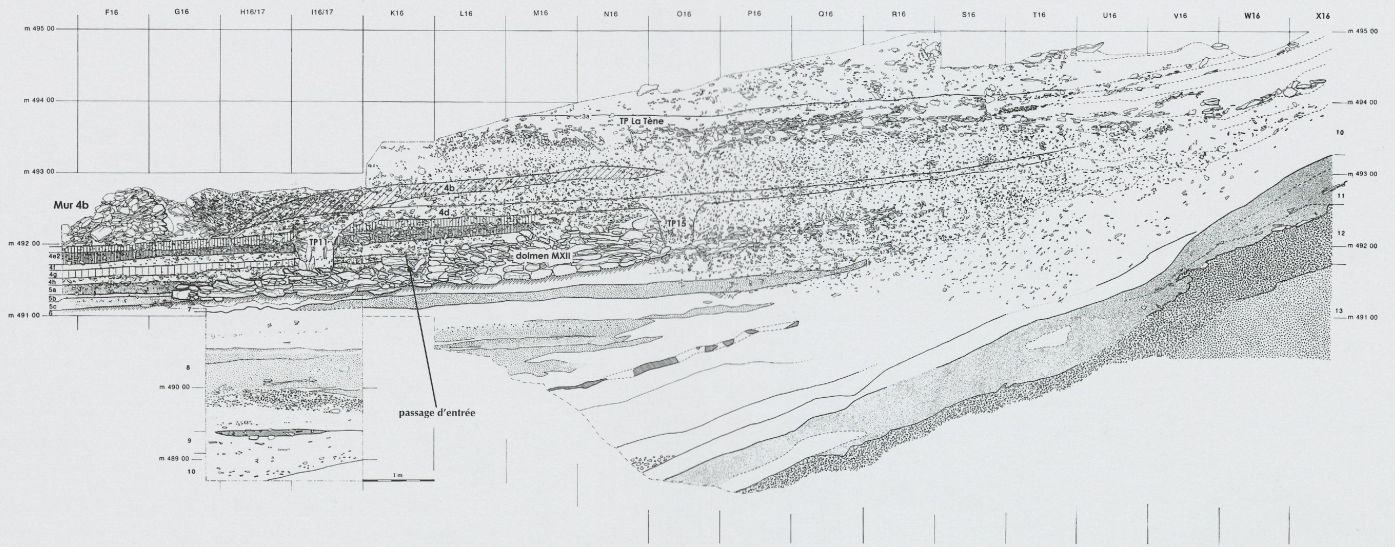 F16 G16 H16/17 I16/17 K16 L16 M16 N16 O16 P16 Q16 R16 S16 T16 U16 V16 W16 X16
m 495 00
m 495 00
m 494 00
m 494 00
3a
TP La Tène
10
m 493 00
m 493 00
4b
11
Mur 4b
4d
TP15
12
m 492 00
TP11
m 492 00
4e2
dolmen MXII
4f
4g
4h
5a
5b
5c
m 491 00
6
7
13
m 491 00
8
m 490 00
passage d'entrée
9
m 489 00
10
1 m